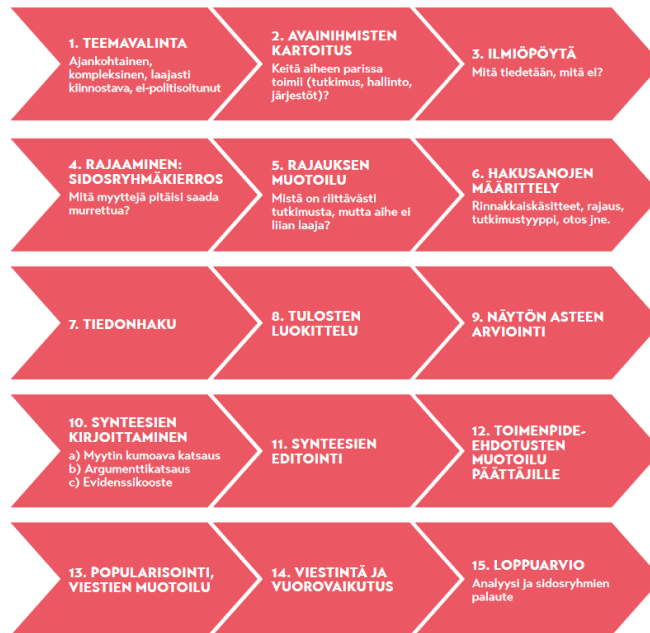 1. TEEMAVALINTA
Ajankohtainen,
kompleksinen, laajasti
kiinnostava, ei-politisoitunut
2. AVAINIHMISTEN
KARTOITUS
Keitä aiheen parissa
toimii (tutkimus, hallinto,
järjestöt)?
3. ILMIÖPÖYTÄ
Mitä tiedetään, mitä ei?
4. RAJAAMINEN:
SIDOSRYHMÄKIERROS
Mitä myyttejä pitäisi saada
murrettua?
5. RAJAUKSEN
MUOTOILU
Mistä on riittävästi
tutkimusta, mutta aihe ei
liian laaja?
6. HAKUSANOJEN
MÄÄRITTELY
Rinnakkaiskäsitteet, rajaus,
tutkimustyyppi, otos jne.
7. TIEDONHAKU
8. TULOSTEN
LUOKITTELU
9. NÄYTÖN ASTEEN
ARVIOINTI
10. SYNTEESIEN
KIRJOITTAMINEN
a) Myytin kumoava katsaus
b) Argumenttikatsaus
c) Evidenssikooste
11. SYNTEESIEN
EDITOINTI
12. TOIMENPIDE-
EHDOTUSTEN
MUOTOILU
PÄÄTTÄJILLE
13. POPULARISOINTI,
VIESTIEN MUOTOILU
14. VIESTINTÄ JA
VUOROVAIKUTUS
15. LOPPUARVIO
Analyysi ja sidosryhmien
palaute